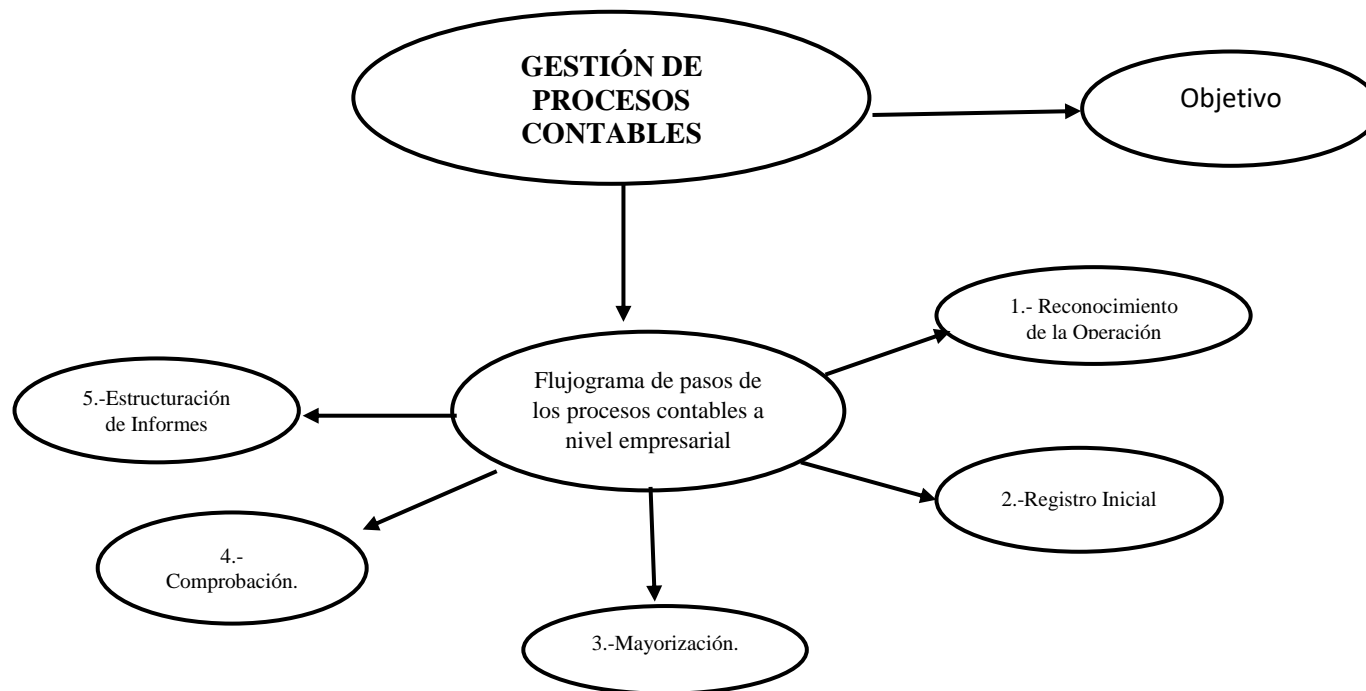 GESTIÓN DE
PROCESOS
CONTABLES
Objetivo
1.- Reconocimiento
de la Operación
Flujograma de pasos de
los procesos contables a
nivel empresarial
5.-Estructuración
de Informes
2.-Registro Inicial
4.-
Comprobación.
3.-Mayorización.